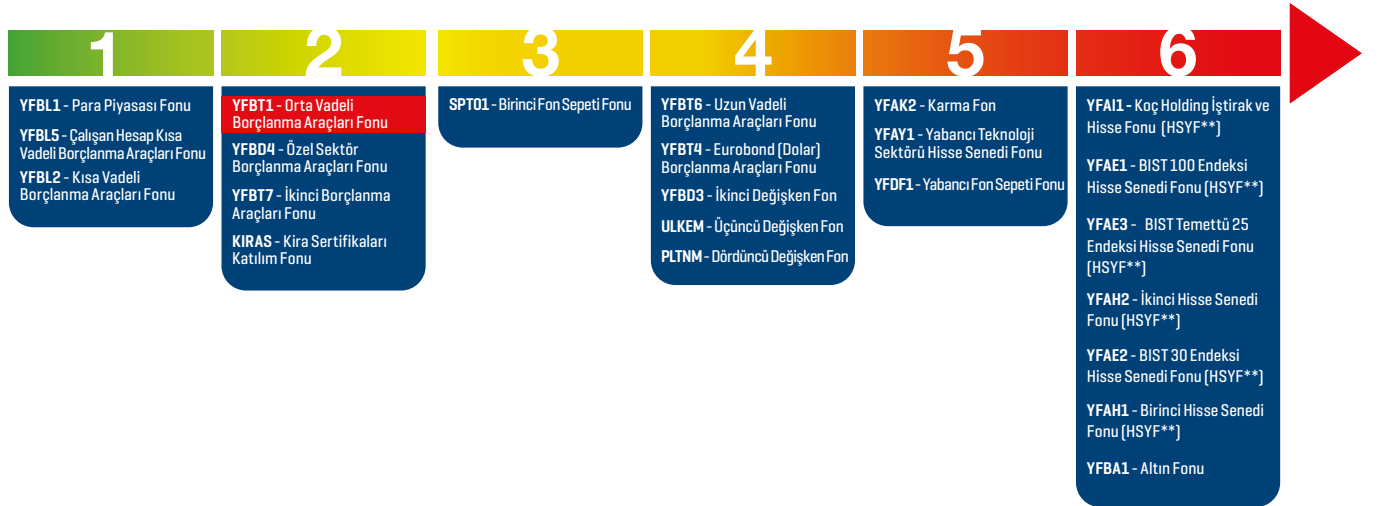 1
YFBL1 - Para Piyasası Fonu
YFBL5 - Çalışan Hesap Kısa
Vadeli Borçlanma Araçları Fonu
YFBL2 - Kısa Vadeli
Borçlanma Araçları Fonu
2
YFBT1 - Orta Vadeli
Borçlanma Araçları Fonu
YFBD4 - Özel Sektör
Borçlanma Araçları Fonu
YFBT7 - İkinci Borçlanma
Araçları Fonu
KIRAS - Kira Sertifikaları
Katılım Fonu
3
SPT01 - Birinci Fon Sepeti Fonu
4
YFBT6 - Uzun Vadeli
Borçlanma Araçları Fonu
YFBT4 - Eurobond (Dolar)
Borçlanma Araçları Fonu
YFBD3 - İkinci Değişken Fon
ULKEM - Üçüncü Değişken Fon
PLTNM - Dördüncü Değişken Fon
5
YFAK2 - Karma Fon
YFAY1 - Yabancı Teknoloji
Sektörü Hisse Senedi Fonu
YFDF1 - Yabancı Fon Sepeti Fonu
6
YFAI1 - Koç Holding İştirak ve
Hisse Fonu (HSYF**)
YFAE1 - BIST 100 Endeksi
Hisse Senedi Fonu (HSYF**)
YFAE3 - BIST Temettü 25
Endeksi Hisse Senedi Fonu
(HSYF**)
YFAH2 - İkinci Hisse Senedi
Fonu (HSYF**)
YFAE2 - BIST 30 Endeksi
Hisse Senedi Fonu (HSYF**)
YFAH1 - Birinci Hisse Senedi
Fonu (HSYF**)
YFBA1 - Altın Fonu